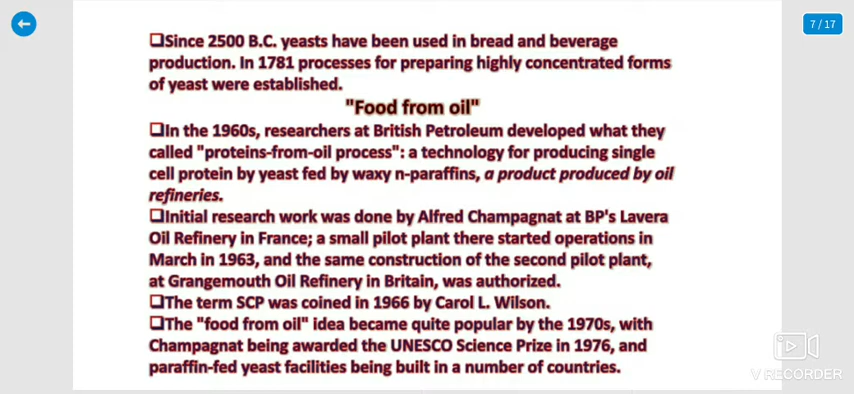 7 / 17
❑Since 2500 B.C. yeasts have been used in bread and beverage
production. In 1781 processes for preparing highly concentrated forms
of yeast were established.
"Food from oil"
❑In the 1960s, researchers at British Petroleum developed what they
called "proteins-from-oil process": a technology for producing single
cell protein by yeast fed by waxy n-paraffins, a product produced by oil
refineries.
❑Initial research work was done by Alfred Champagnat at BP's Lavera
Oil Refinery in France; a small pilot plant there started operations in
March in 1963, and the same construction of the second pilot plant,
at Grangemouth Oil Refinery in Britain, was authorized.
❑The term SCP was coined in 1966 by Carol L. Wilson.
❑The "food from oil" idea became quite popular by the 1970s, with
Champagnat being awarded the UNESCO Science Prize in 1976, and
paraffin-fed yeast facilities being built in a number of countries.
V RECORDER